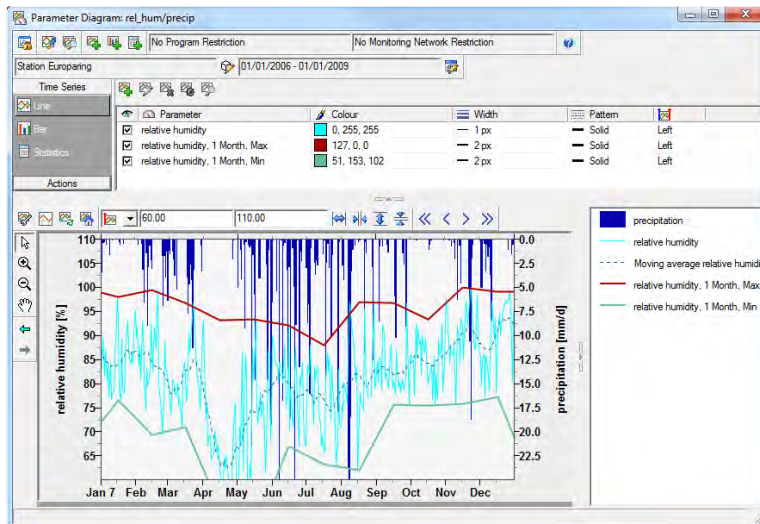 Parameter Diagram: rel_hum/precip
No Program Restriction No Monitoring Network Restriction
Station Europaring 01/01/2006 - 01/01/2009
Time Series
Line
Bar
Statistics
Actions
Parameter Colour Width Pattern
relative humidity 0, 255, 255 1 px Solid Left
relative humidity, 1 Month, Max 127, 0, 0 2 px Solid Left
relative humidity, 1 Month, Min 51, 153, 102 2 px Solid Left
60.00 110.00
110
105
100
95
90
85
80
75
70
65
relative humidity [%]
0.0
2.5
5.0
7.5
10.0
12.5
15.0
17.5
20.0
22.5
precipitation [mm/d]
Jan 7 Feb Mar Apr May Jun Jul Aug Sep Oct Nov Dec
precipitation
relative humidity
Moving average relative humidi
relative humidity, 1 Month, Max
relative humidity, 1 Month, Min